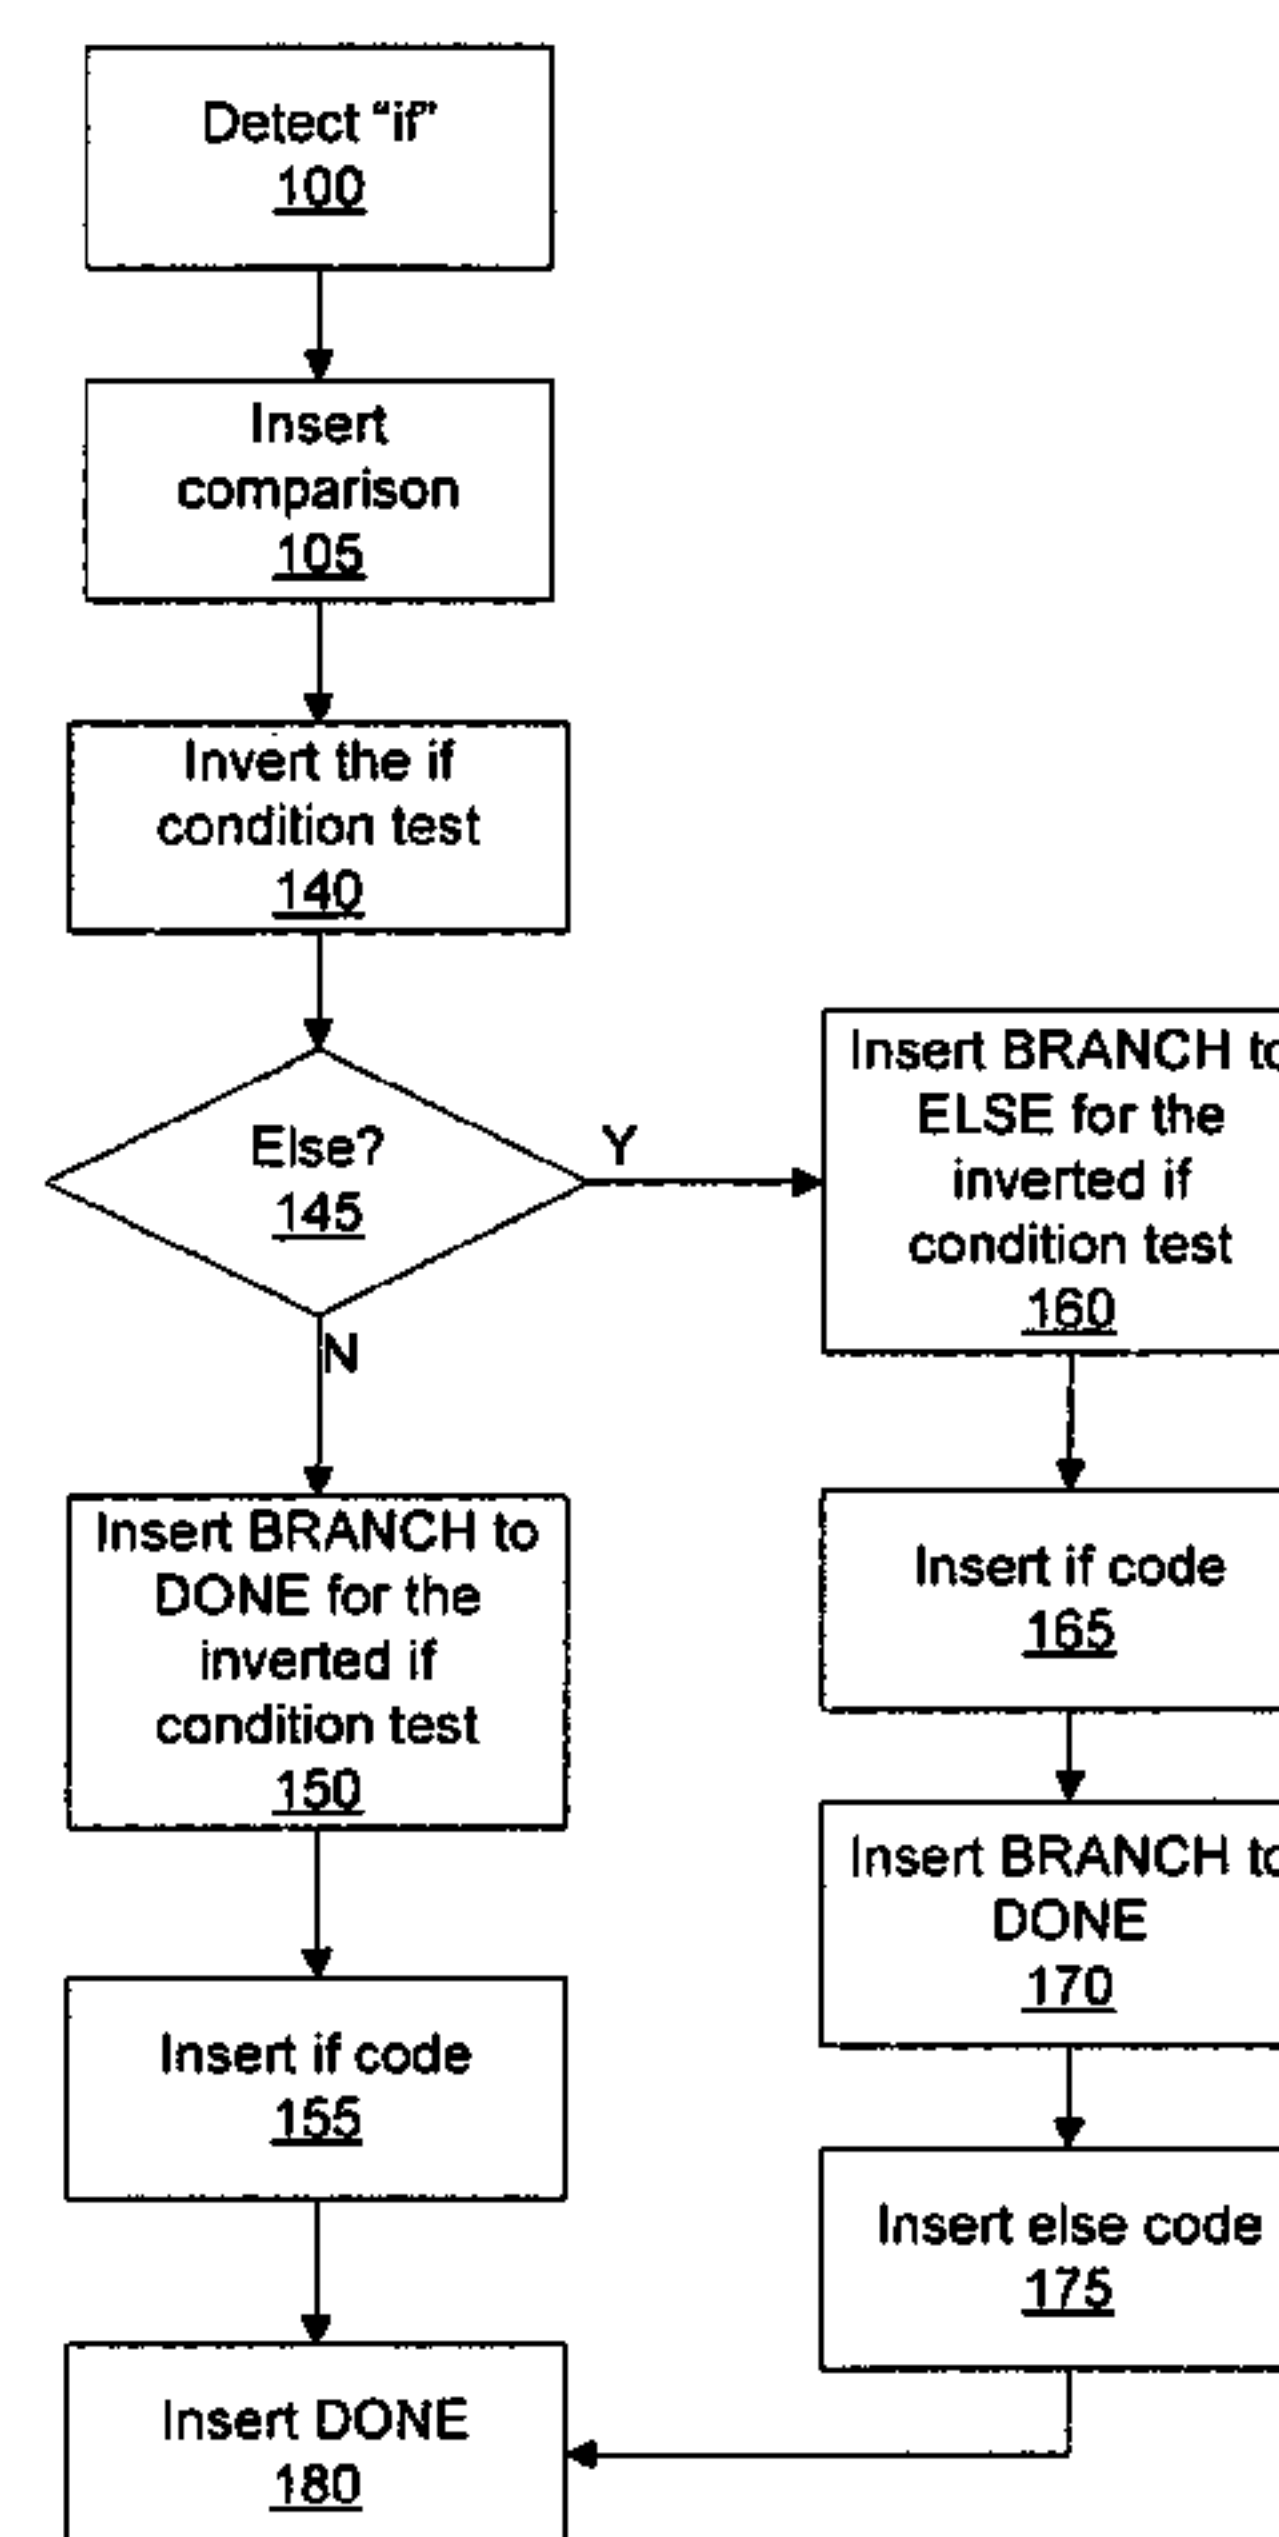 Detect “if”
100
Insert
comparison
105
Invert the if
condition test
140
Else?
145
Y
N
Insert BRANCH to
DONE for the
inverted if
condition test
150
Insert if code
155
Insert DONE
180
Insert BRANCH to
ELSE for the
inverted if
condition test
160
Insert if code
165
Insert BRANCH to
DONE
170
Insert else code
175